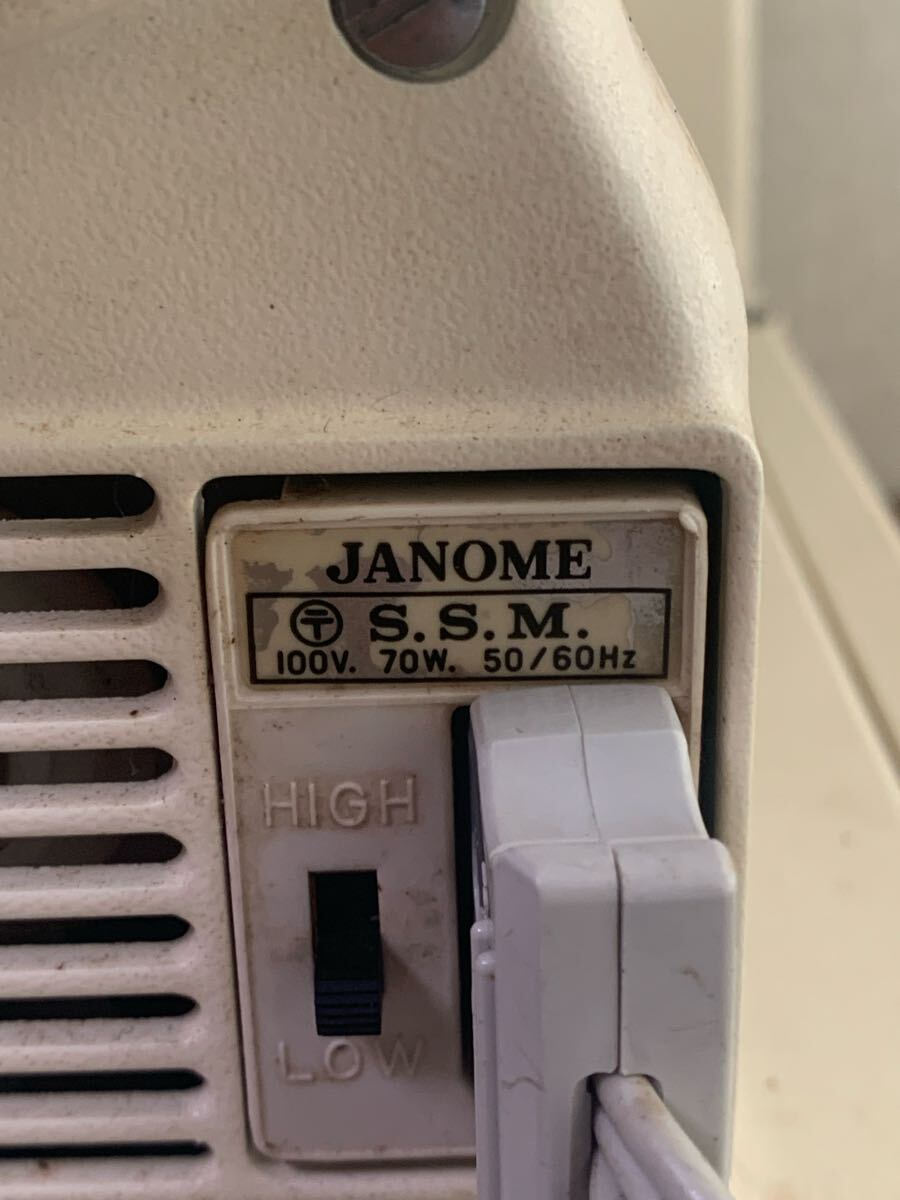 JANOME
〶 S.S.M.
100V. 70W. 50/60Hz
HIGH
LOW